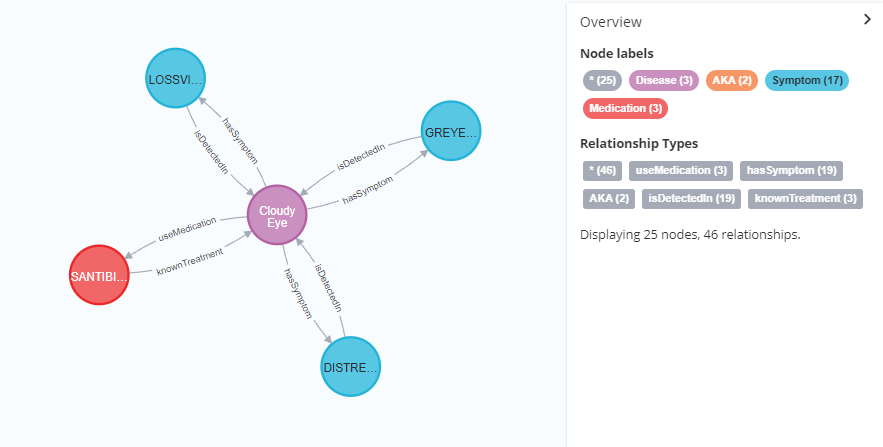 LOSSVI...
hasSymptom
isDetectedIn
GREYE...
isDetectedIn
hasSymptom
Cloudy
Eye
useMedication
knownTreatment
SANTIBI...
hasSymptom
isDetectedIn
DISTRE...
Overview
Node labels
* (25) Disease (3) AKA (2) Symptom (17)
Medication (3)
Relationship Types
* (46) useMedication (3) hasSymptom (19)
AKA (2) isDetectedIn (19) knownTreatment (3)
Displaying 25 nodes, 46 relationships.